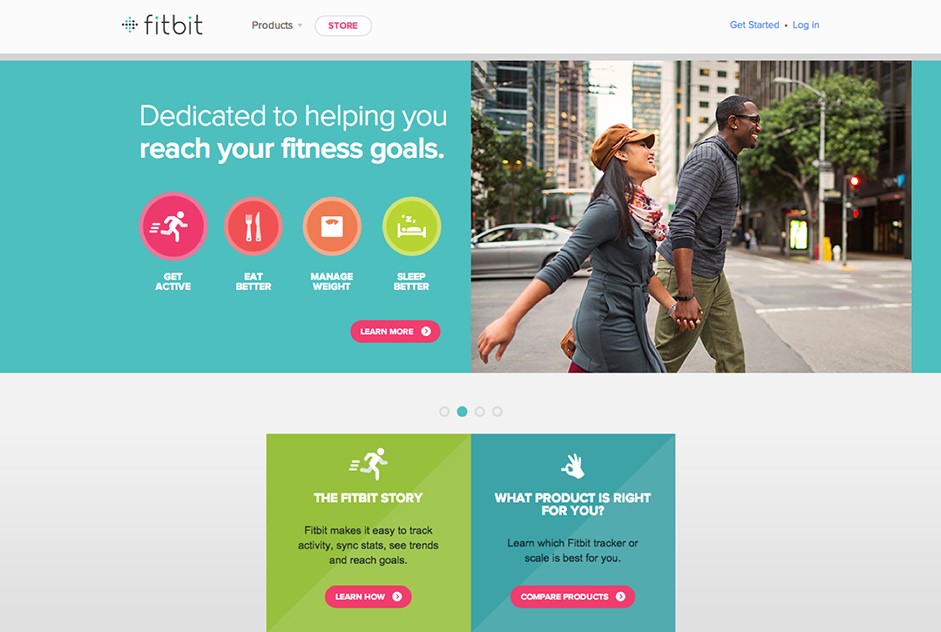 fitbit
Products
STORE
Get Started • Log in
Dedicated to helping you
reach your fitness goals.
GET
ACTIVE
EAT
BETTER
MANAGE
WEIGHT
SLEEP
BETTER
LEARN MORE
THE FITBIT STORY
Fitbit makes it easy to track
activity, sync stats, see trends
and reach goals.
LEARN HOW
WHAT PRODUCT IS RIGHT
FOR YOU?
Learn which Fitbit tracker or
scale is best for you.
COMPARE PRODUCTS